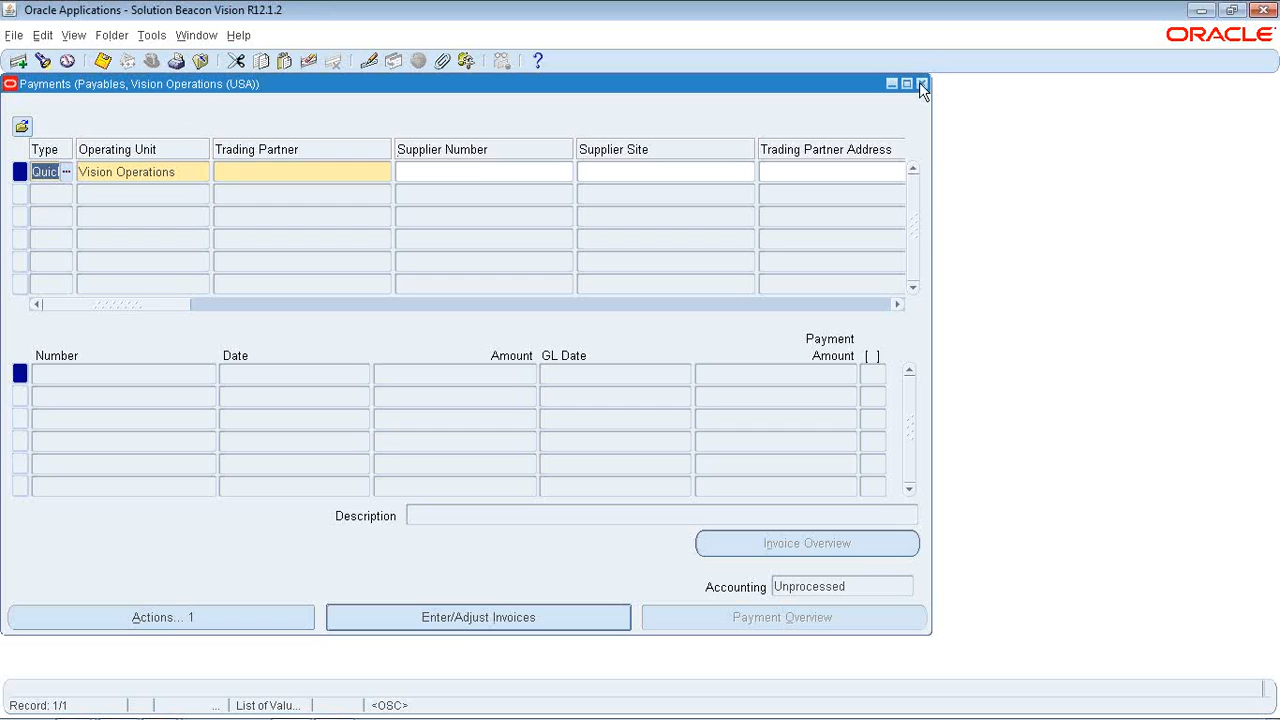 Oracle Applications - Solution Beacon Vision R12.1.2
File Edit View Folder Tools Window Help
ORACLE
Payments (Payables, Vision Operations (USA))
Type Operating Unit Trading Partner Supplier Number Supplier Site Trading Partner Address
Quic ... Vision Operations
Payment
Number Date Amount GL Date Amount [ ]
Description
Invoice Overview
Accounting Unprocessed
Actions... 1 Enter/Adjust Invoices Payment Overview
Record: 1/1 ... List of Valu... <OSC>